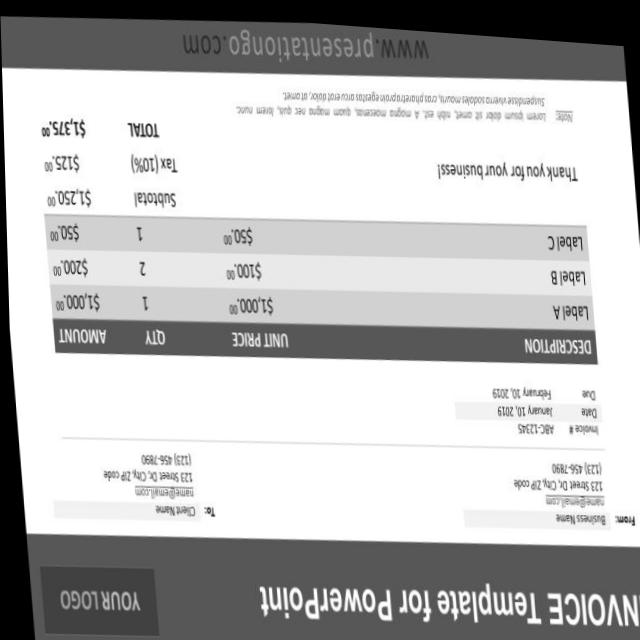 INVOICE Template for PowerPoint
YOUR LOGO
From: Business Name
name@email.com
123 Street Dr, City, ZIP code
(123) 456-7890
To: Client Name
name@email.com
123 Street Dr, City, ZIP code
(123) 456-7890
Invoice # ABC-12345
Date January 10, 2019
Due February 10, 2019
DESCRIPTION UNIT PRICE QTY AMOUNT
Label A $1,000.00 1 $1,000.00
Label B $100.00 2 $200.00
Label C $50.00 1 $50.00
Subtotal $1,250.00
Thank you for your business!
Tax (10%) $125.00
TOTAL $1,375.00
Note: Lorem ipsum dolor sit amet, nibh est. A magna maecenas, quam magna nec quis, lorem nunc.
Suspendisse viverra sodales mauris, cras pharetra proin egestas arcu erat dolor, at amet.
www.presentationgo.com